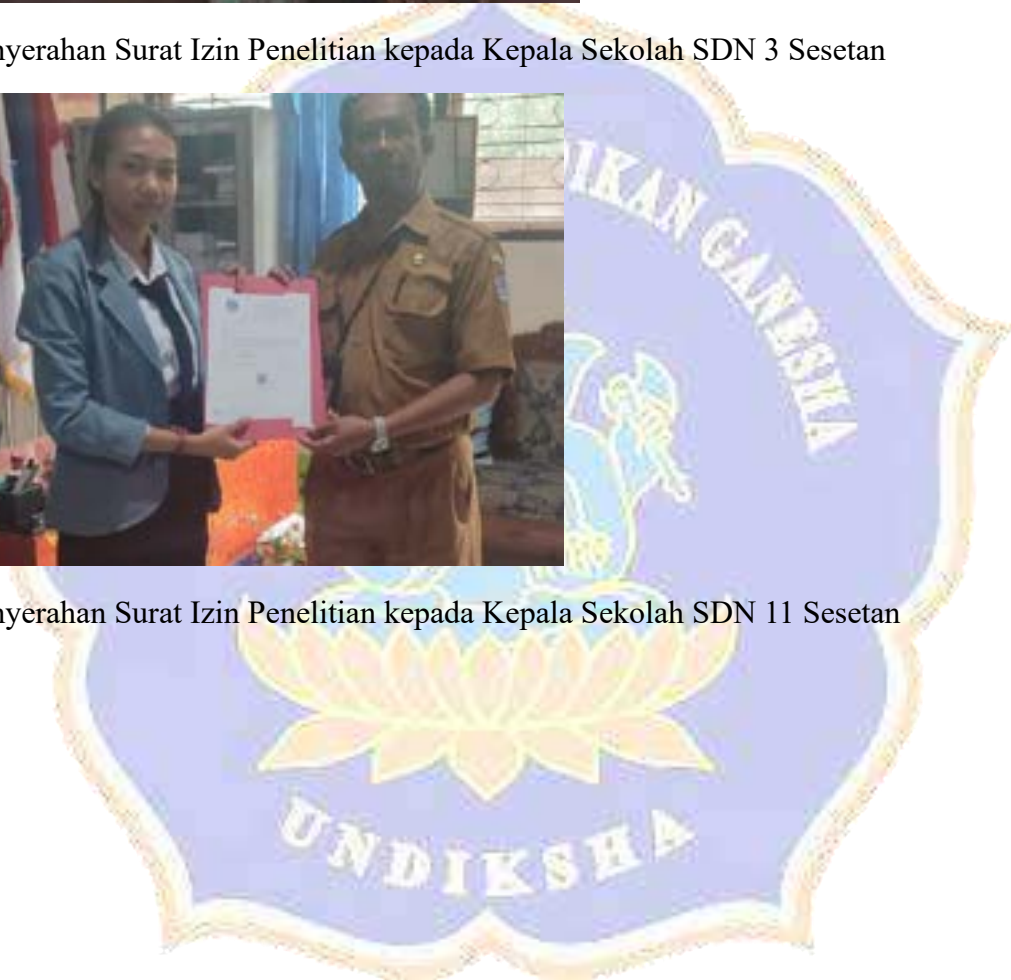 nyerahan Surat Izin Penelitian kepada Kepala Sekolah SDN 3 Sesetan
IKAN GANESHA
nyerahan Surat Izin Penelitian kepada Kepala Sekolah SDN 11 Sesetan
UNDIKSHA